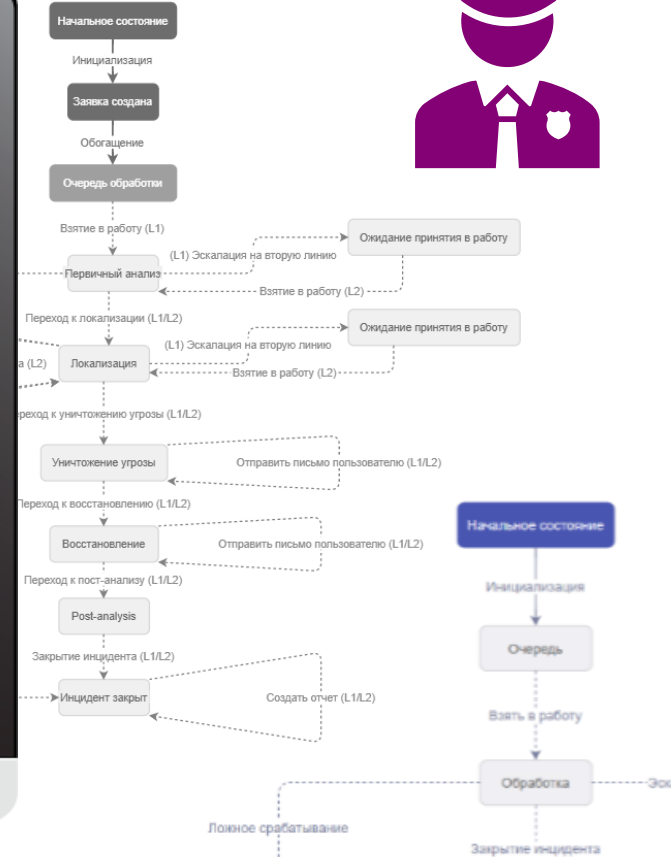 Начальное состояние
Инициализация
Заявка создана
Обогащение
Очередь обработки
Взятие в работу (L1)
(L1) Эскалация на вторую линию
Ожидание принятия в работу
Первичный анализ
Взятие в работу (L2)
Переход к локализации (L1/L2)
(L1) Эскалация на вторую линию
Ожидание принятия в работу
(L2)
Локализация
Взятие в работу (L2)
к уничтожению угрозы (L1/L2)
Уничтожение угрозы
Отправить письмо пользователю (L1/L2)
Переход к восстановлению (L1/L2)
Восстановление
Отправить письмо пользователю (L1/L2)
Переход к пост-анализу (L1/L2)
Post-analysis
Закрытие инцидента (L1/L2)
Инцидент закрыт
Создать отчет (L1/L2)
Начальное состояние
Инициализация
Очередь
Взять в работу
Обработка
Ложное срабатывание
Закрытие инцидента